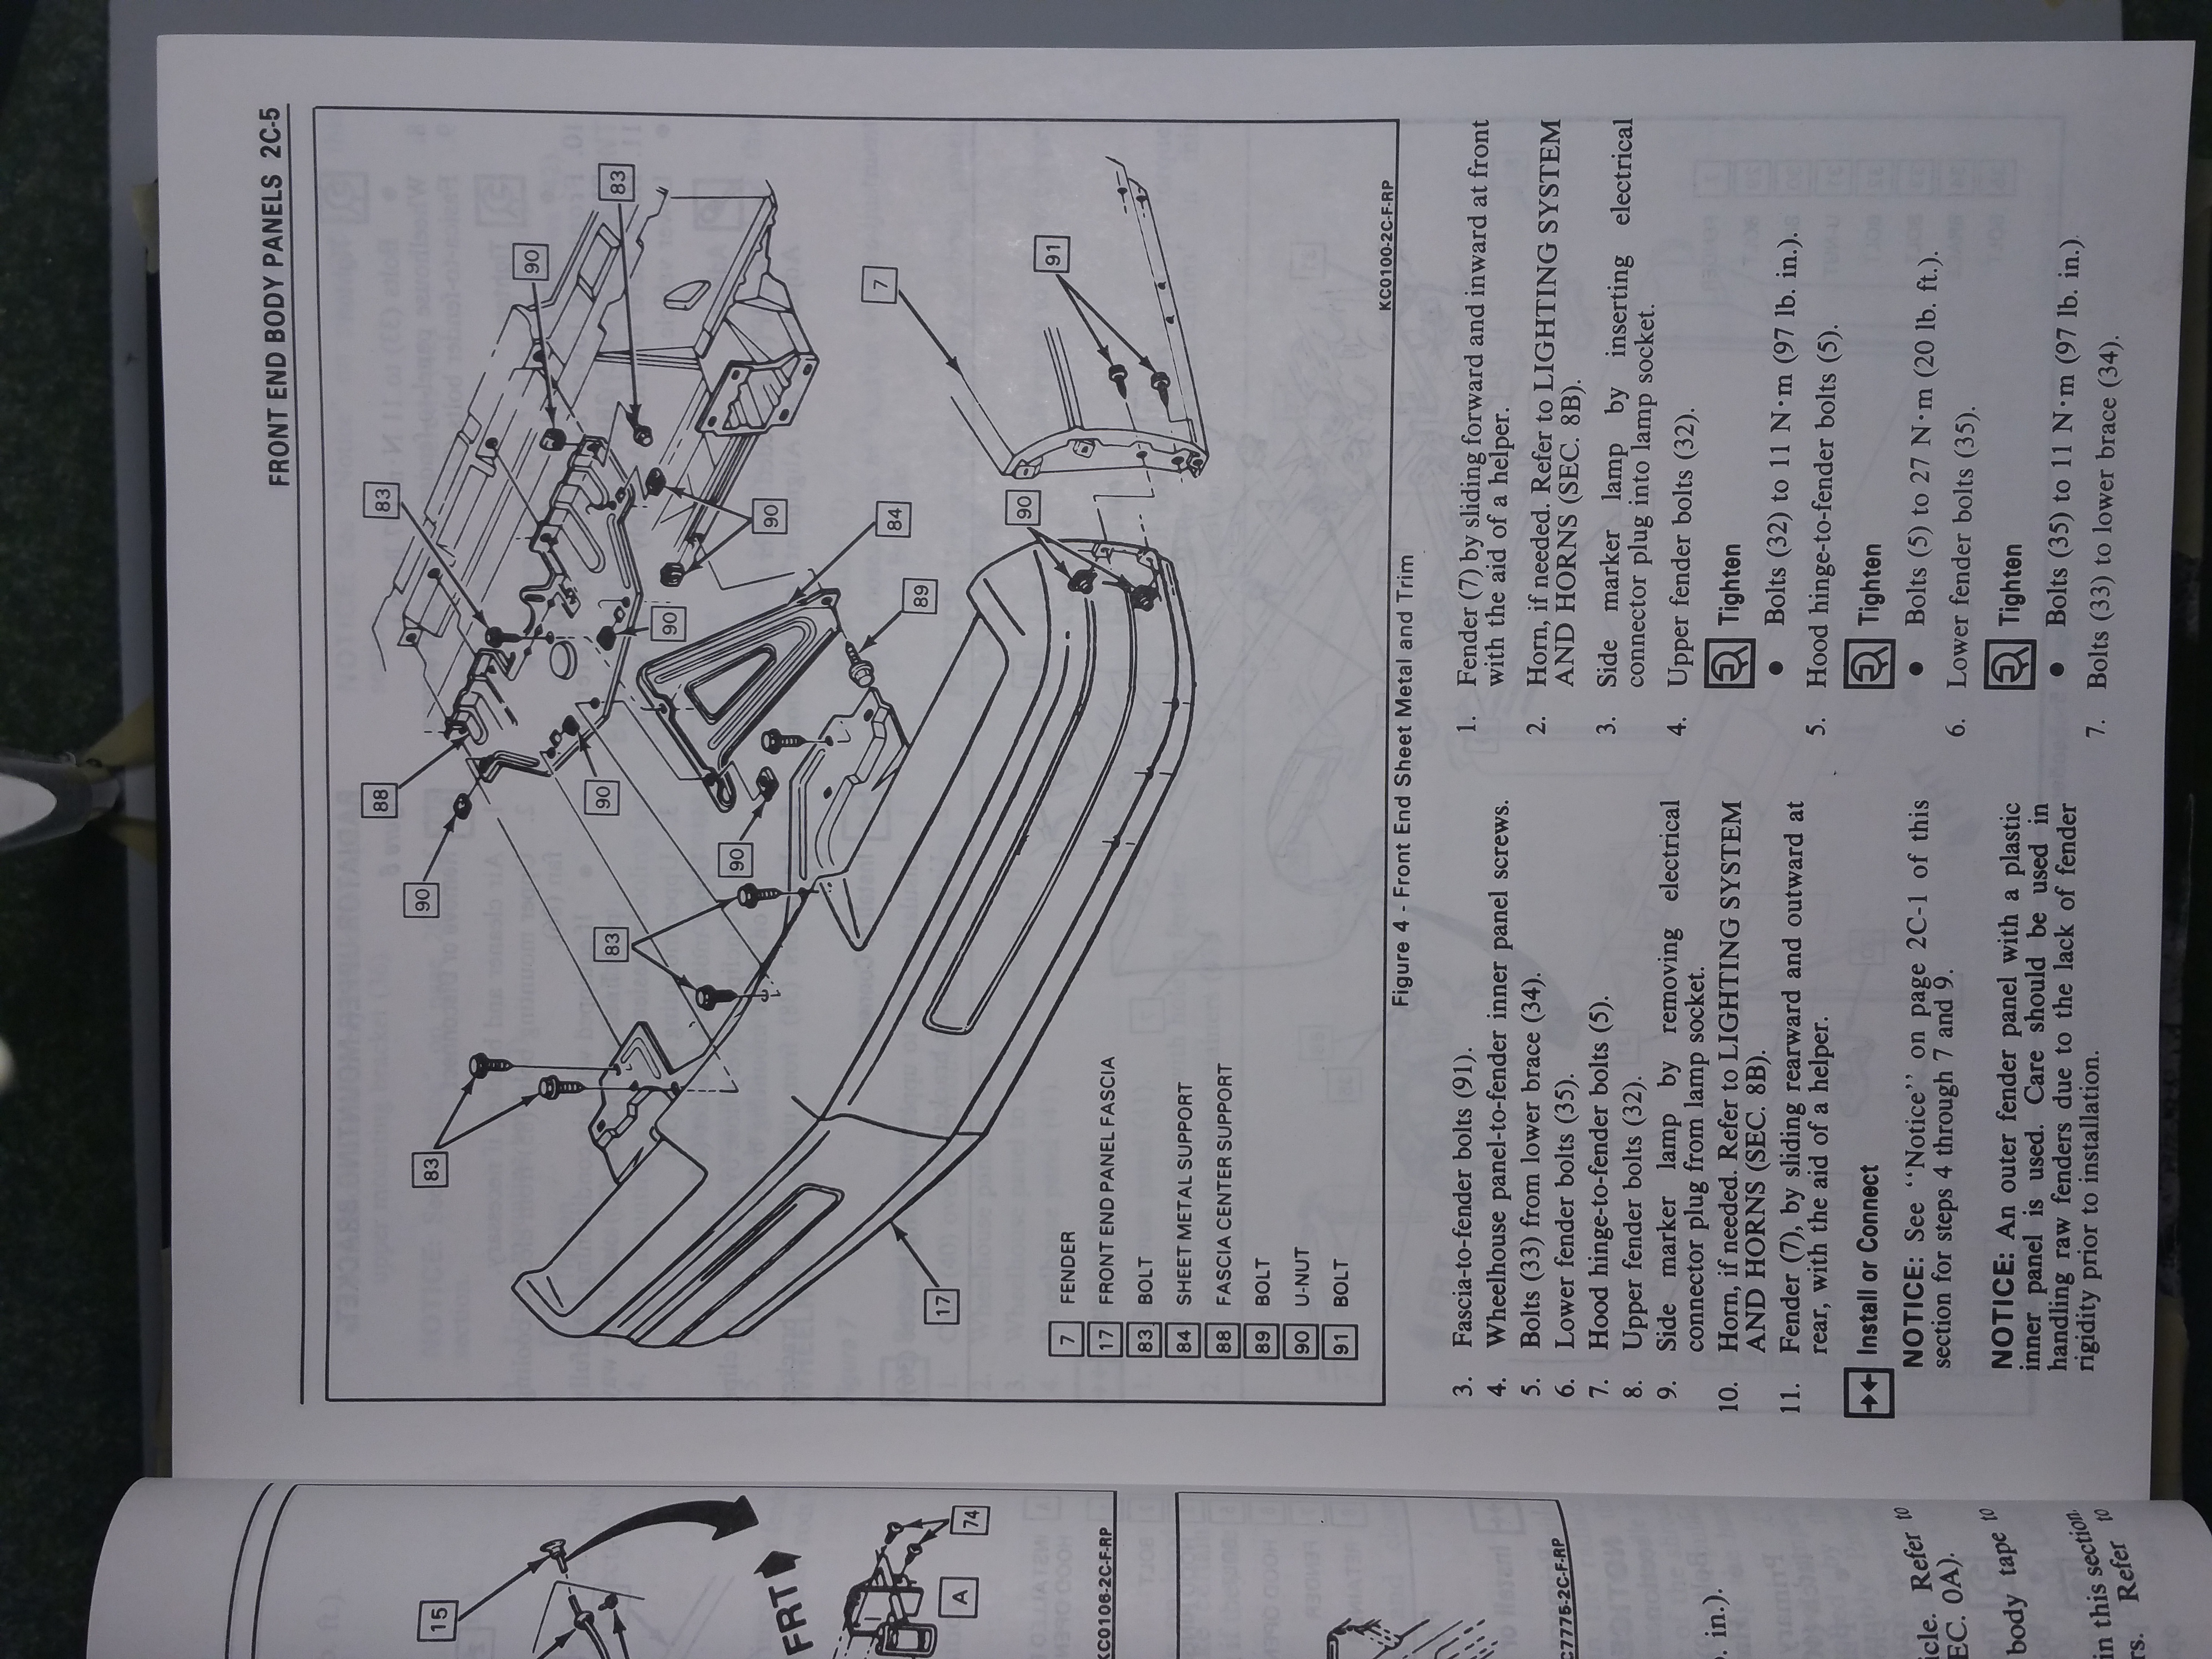 FRONT END BODY PANELS 2C-5
83
90
83
88
90
90
90
90
84
89
90
83
83
17
7
91
90
7 FENDER
17 FRONT END PANEL FASCIA
83 BOLT
84 SHEET METAL SUPPORT
88 FASCIA CENTER SUPPORT
89 BOLT
90 U-NUT
91 BOLT
KC0100-2C-F-RP
Figure 4 - Front End Sheet Metal and Trim
3. Fascia-to-fender bolts (91).
4. Wheelhouse panel-to-fender inner panel screws.
5. Bolts (33) from lower brace (34).
6. Lower fender bolts (35).
7. Hood hinge-to-fender bolts (5).
8. Upper fender bolts (32).
9. Side marker lamp by removing electrical
connector plug from lamp socket.
10. Horn, if needed. Refer to LIGHTING SYSTEM
AND HORNS (SEC. 8B).
11. Fender (7), by sliding rearward and outward at
rear, with the aid of a helper.
Install or Connect
NOTICE: See "Notice" on page 2C-1 of this
section for steps 4 through 7 and 9.
NOTICE: An outer fender panel with a plastic
inner panel is used. Care should be used in
handling raw fenders due to the lack of fender
rigidity prior to installation.
1. Fender (7) by sliding forward and inward at front
with the aid of a helper.
2. Horn, if needed. Refer to LIGHTING SYSTEM
AND HORNS (SEC. 8B).
3. Side marker lamp by inserting electrical
connector plug into lamp socket.
4. Upper fender bolts (32).
Tighten
• Bolts (32) to 11 N·m (97 lb. in.).
5. Hood hinge-to-fender bolts (5).
Tighten
• Bolts (5) to 27 N·m (20 lb. ft.).
6. Lower fender bolts (35).
Tighten
• Bolts (35) to 11 N·m (97 lb. in.).
7. Bolts (33) to lower brace (34).
15
FRT
74
A
KC0106-2C-F-RP
C7775-2C-F-RP
in.).
icle. Refer to
EC. 0A).
body tape to
in this section.
rs. Refer to